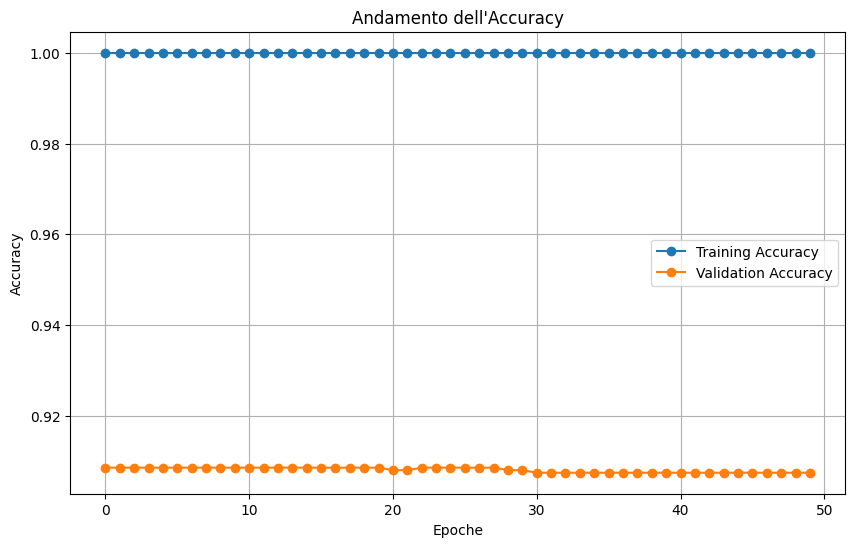 Andamento dell'Accuracy
Accuracy
1.00
0.98
0.96
0.94
0.92
Training Accuracy
Validation Accuracy
0 10 20 30 40 50
Epoche